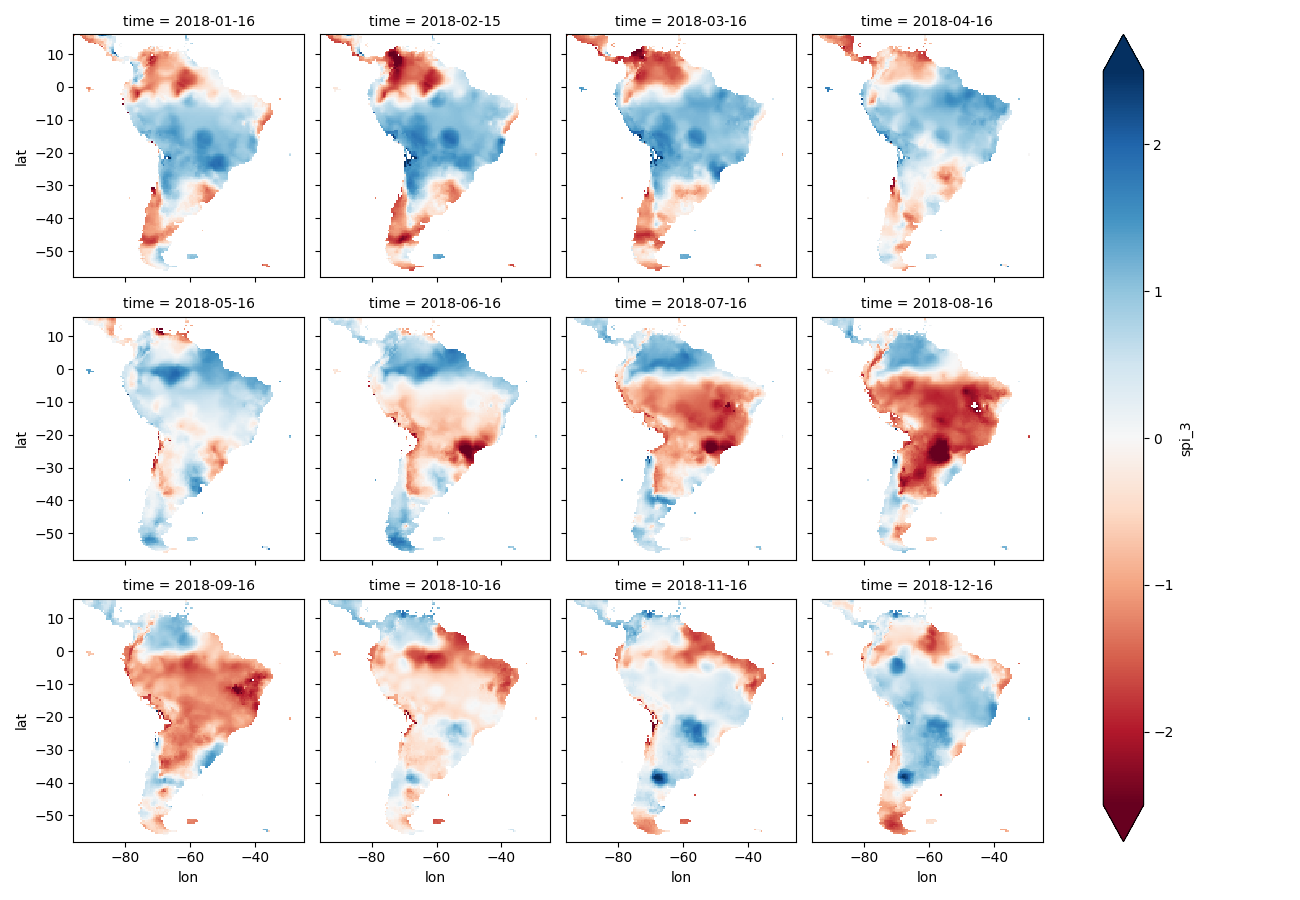 time = 2018-01-16
time = 2018-02-15
time = 2018-03-16
time = 2018-04-16
10
0
−10
−20
−30
−40
−50
lat
time = 2018-05-16
time = 2018-06-16
time = 2018-07-16
time = 2018-08-16
10
0
−10
−20
−30
−40
−50
lat
time = 2018-09-16
time = 2018-10-16
time = 2018-11-16
time = 2018-12-16
10
0
−10
−20
−30
−40
−50
lat
−80
−60
−40
−80
−60
−40
−80
−60
−40
−80
−60
−40
lon
lon
lon
lon
2
1
0
−1
−2
spi_3